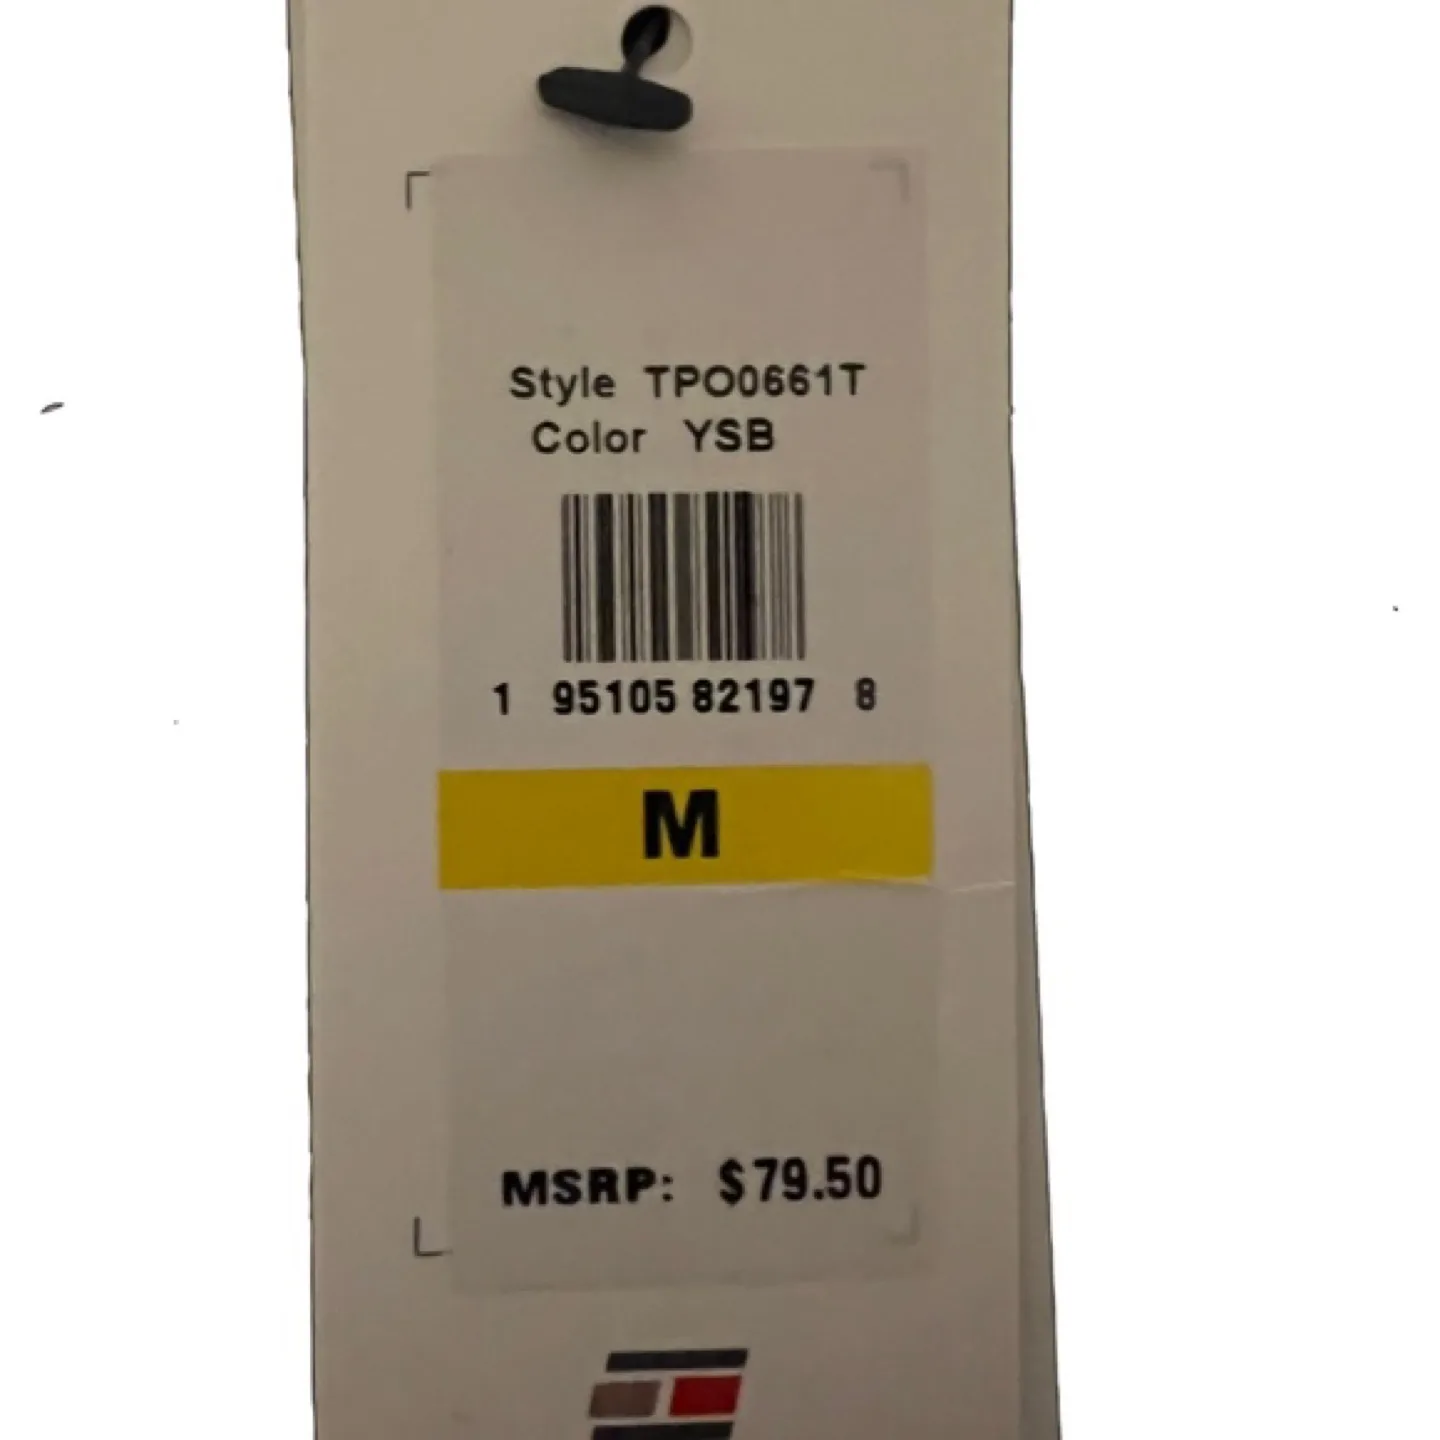 Style TPO0661T
Color YSB
1 95105 82197 8
M
MSRP: $79.50